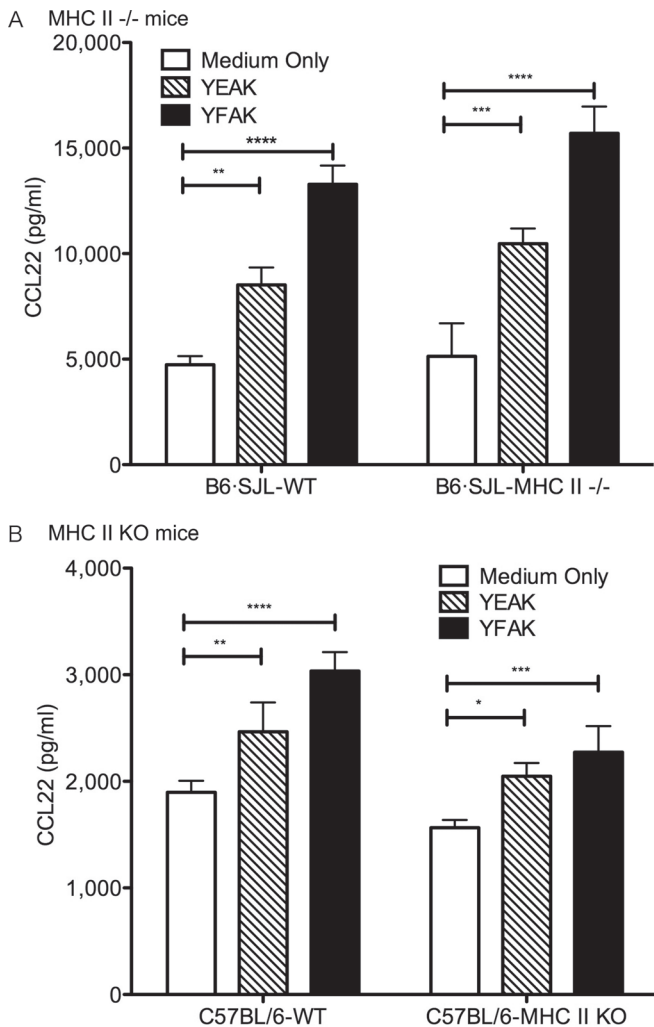 A MHC II -/- mice
20,000
Medium Only
YEAK
YFAK
****
***
****
**
15,000
10,000
5,000
0
CCL22 (pg/ml)
B6·SJL-WT B6·SJL-MHC II -/-
B MHC II KO mice
4,000
Medium Only
YEAK
YFAK
****
**
***
*
3,000
2,000
1,000
0
CCL22 (pg/ml)
C57BL/6-WT C57BL/6-MHC II KO